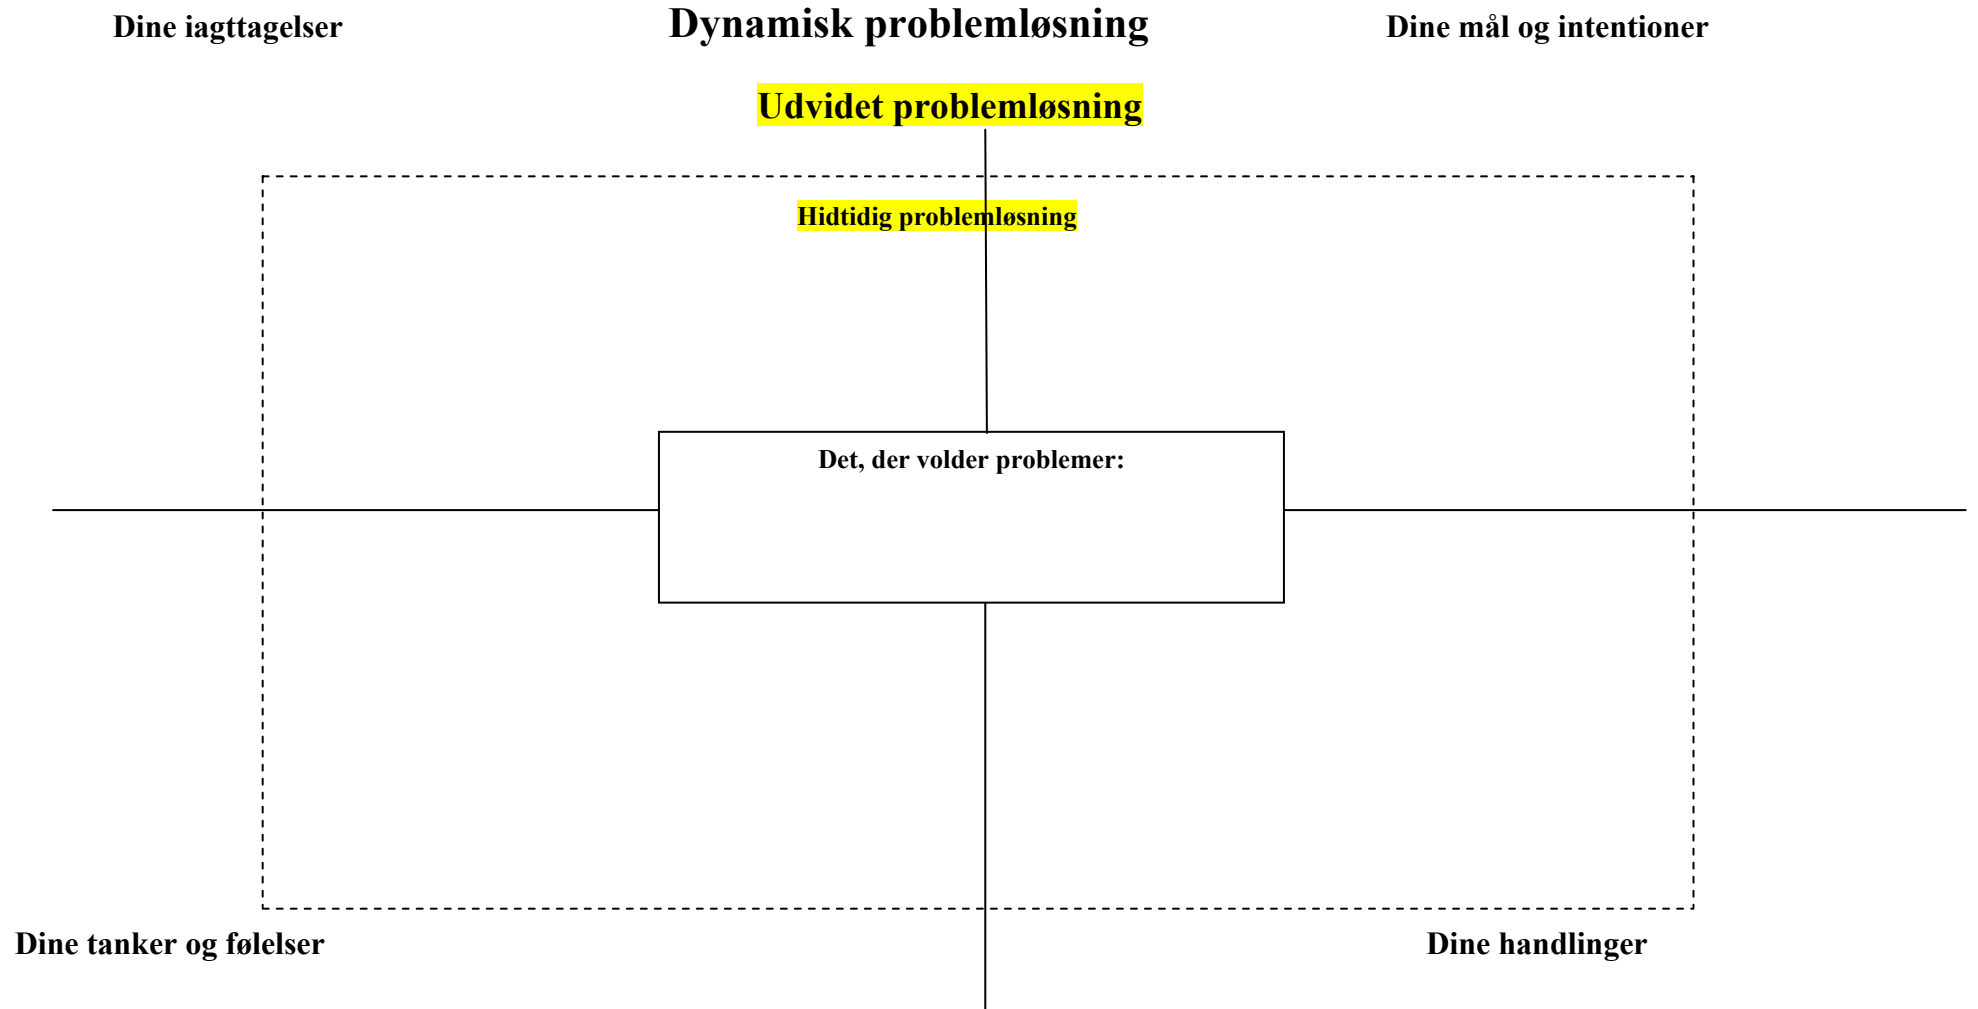 Dine iagttagelser
Dynamisk problemløsning
Dine mål og intentioner
Udvidet problemløsning
Hidtidig problemløsning
Det, der volder problemer:
Dine tanker og følelser
Dine handlinger